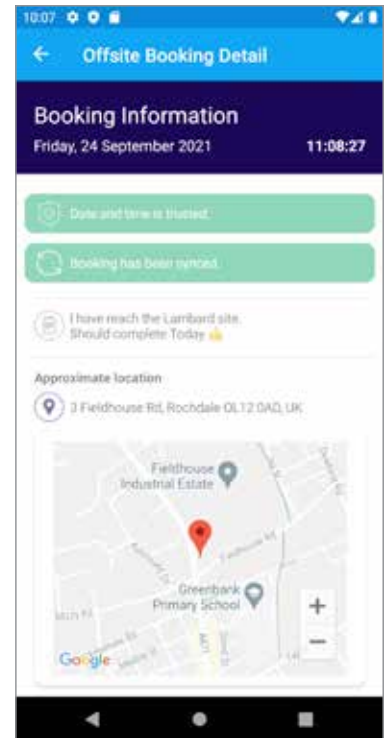 10:07
Offsite Booking Detail
Booking Information
Friday, 24 September 2021 11:08:27
Date and time is trusted.
Booking has been synced.
I have reach the Lambard site.
Should complete Today 👍
Approximate location
3 Fieldhouse Rd, Rochdale OL12 0AD, UK
Fieldhouse
Industrial Estate
Fieldhouse Rd
Greenbank
Primary School
A671
+
−
Google